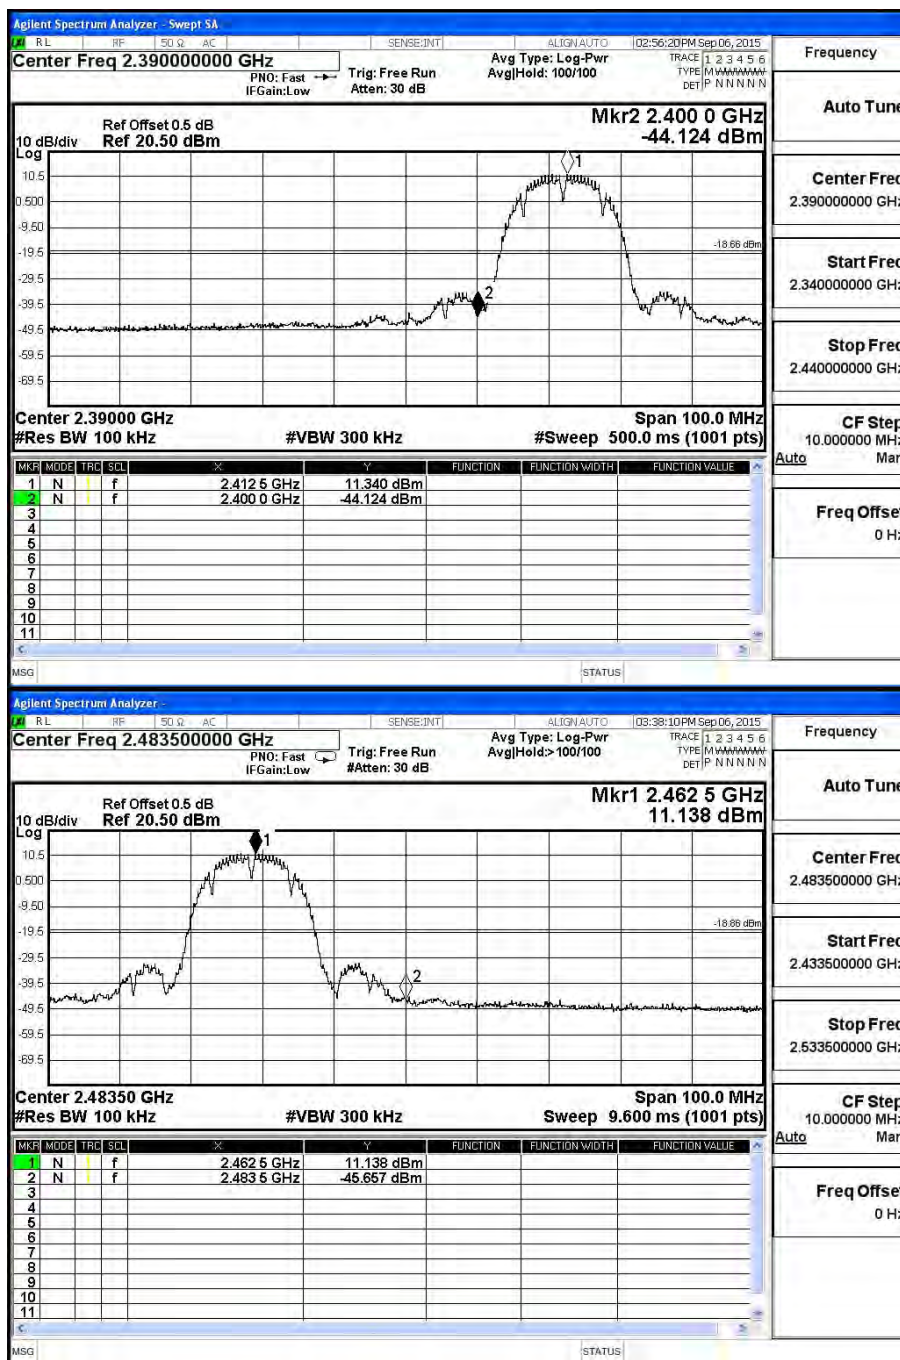 Agilent Spectrum Analyzer - Swept SA
RL RF 50 Ω AC SENSE:INT ALIGN AUTO 02:56:20 PM Sep 06, 2015
Center Freq 2.390000000 GHz
PNO: Fast
IFGain:Low
Trig: Free Run
Atten: 30 dB
Avg Type: Log-Pwr
Avg|Hold: 100/100
TRACE 1 2 3 4 5 6
TYPE M
DET P N N N N N
Mkr2 2.400 0 GHz
-44.124 dBm
Ref Offset 0.5 dB
10 dB/div Ref 20.50 dBm
Log
1
10.5
0.500
-9.50
-18.66 dBm
-19.5
-29.5
2
-39.5
-49.5
-59.5
-69.5
Center 2.39000 GHz Span 100.0 MHz
#Res BW 100 kHz #VBW 300 kHz #Sweep 500.0 ms (1001 pts)
MKR MODE TRC SCL X Y FUNCTION FUNCTION WIDTH FUNCTION VALUE
1 N f 2.412 5 GHz 11.340 dBm
2 N f 2.400 0 GHz -44.124 dBm
3
4
5
6
7
8
9
10
11
MSG STATUS
Frequency
Auto Tune
Center Freq
2.390000000 GHz
Start Freq
2.340000000 GHz
Stop Freq
2.440000000 GHz
CF Step
10.000000 MHz
Auto Man
Freq Offset
0 Hz
Agilent Spectrum Analyzer -
RL RF 50 Ω AC SENSE:INT ALIGN AUTO 03:38:10 PM Sep 06, 2015
Center Freq 2.483500000 GHz
PNO: Fast
IFGain:Low
Trig: Free Run
#Atten: 30 dB
Avg Type: Log-Pwr
Avg|Hold:>100/100
TRACE 1 2 3 4 5 6
TYPE M
DET P N N N N N
Mkr1 2.462 5 GHz
11.138 dBm
Ref Offset 0.5 dB
10 dB/div Ref 20.50 dBm
Log
1
10.5
0.500
-9.50
-18.86 dBm
-19.5
-29.5
2
-39.5
-49.5
-59.5
-69.5
Center 2.48350 GHz Span 100.0 MHz
#Res BW 100 kHz #VBW 300 kHz Sweep 9.600 ms (1001 pts)
MKR MODE TRC SCL X Y FUNCTION FUNCTION WIDTH FUNCTION VALUE
1 N f 2.462 5 GHz 11.138 dBm
2 N f 2.483 5 GHz -45.657 dBm
3
4
5
6
7
8
9
10
11
MSG STATUS
Frequency
Auto Tune
Center Freq
2.483500000 GHz
Start Freq
2.433500000 GHz
Stop Freq
2.533500000 GHz
CF Step
10.000000 MHz
Auto Man
Freq Offset
0 Hz